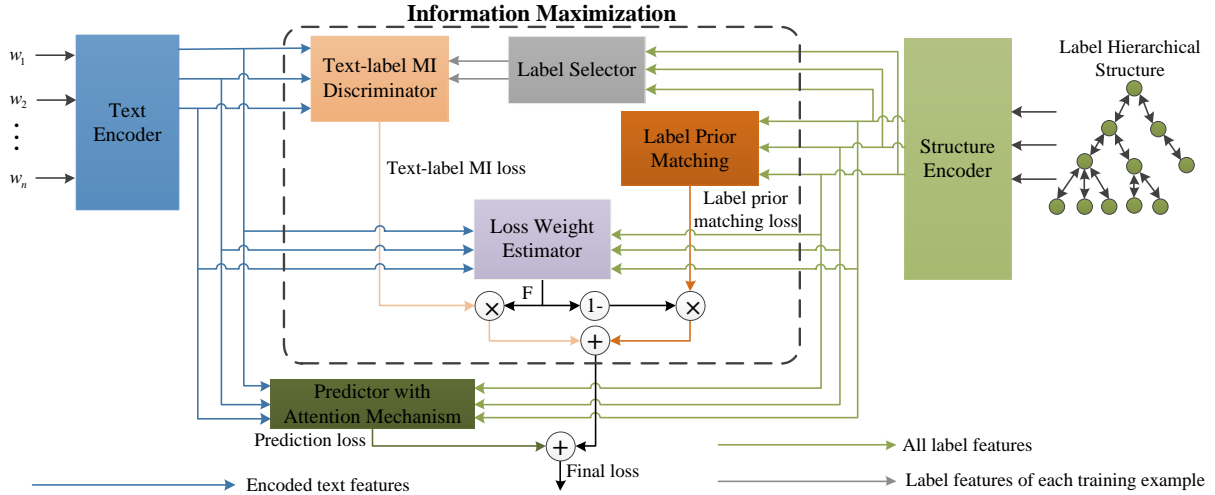 Information Maximization
w1
w2
wn
Text
Encoder
Text-label MI
Discriminator
Label Selector
Label Prior
Matching
Structure
Encoder
Label Hierarchical
Structure
Text-label MI loss
Label prior
matching loss
Loss Weight
Estimator
F
×
1-
×
+
Predictor with
Attention Mechanism
Prediction loss
+
Final loss
All label features
Encoded text features
Label features of each training example